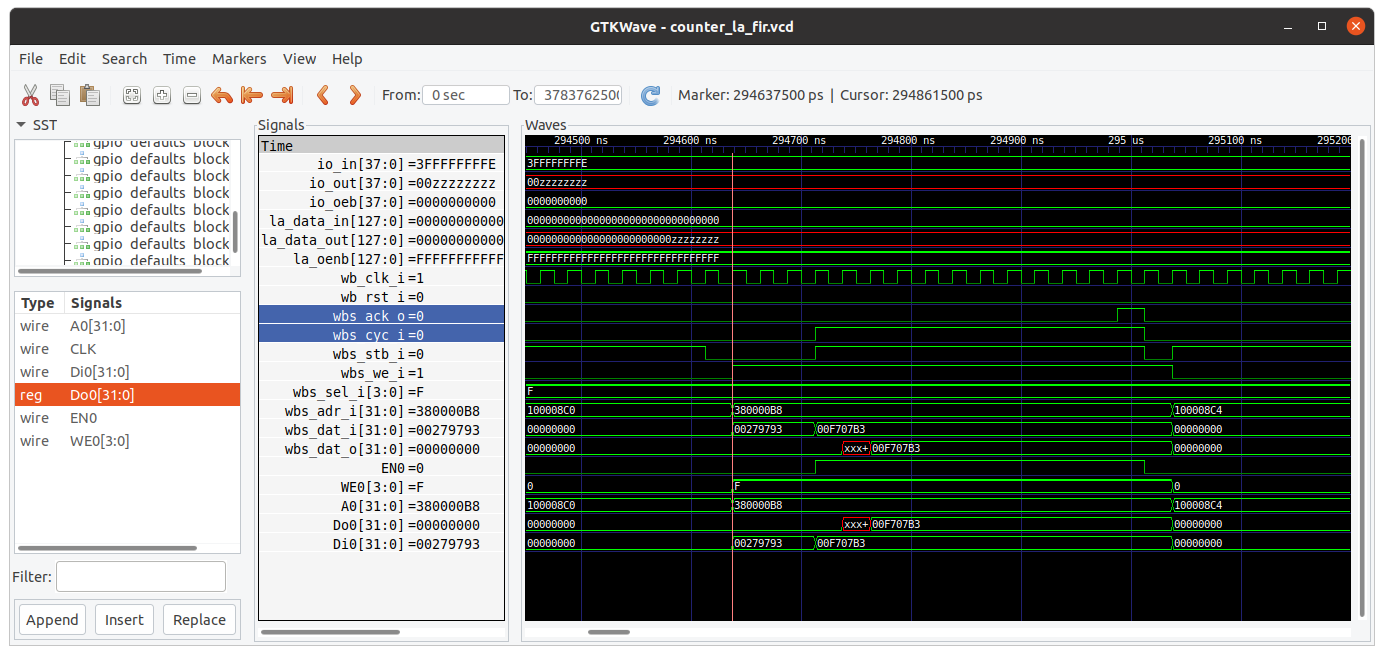 GTKWave - counter_la_fir.vcd
File Edit Search Time Markers View Help
From: 0 sec To: 378376250 Marker: 294637500 ps | Cursor: 294861500 ps
SST
gpio defaults block
gpio defaults block
gpio defaults block
gpio defaults block
gpio defaults block
gpio defaults block
gpio defaults block
gpio defaults block
Type Signals
wire A0[31:0]
wire CLK
wire Di0[31:0]
reg Do0[31:0]
wire EN0
wire WE0[3:0]
Filter:
Append Insert Replace
Signals
Time
io_in[37:0]=3FFFFFFFFE
io_out[37:0]=00zzzzzzzz
io_oeb[37:0]=0000000000
la_data_in[127:0]=00000000000
la_data_out[127:0]=00000000000
la_oenb[127:0]=FFFFFFFFFFF
wb_clk_i=1
wb_rst_i=0
wbs_ack_o=0
wbs_cyc_i=0
wbs_stb_i=0
wbs_we_i=1
wbs_sel_i[3:0]=F
wbs_adr_i[31:0]=380000B8
wbs_dat_i[31:0]=00279793
wbs_dat_o[31:0]=00000000
EN0=0
WE0[3:0]=F
A0[31:0]=380000B8
Do0[31:0]=00000000
Di0[31:0]=00279793
Waves
294500 ns 294600 ns 294700 ns 294800 ns 294900 ns 295 us 295100 ns 295200
3FFFFFFFFE
00zzzzzzzz
0000000000
00000000000000000000000000000000
000000000000000000000000zzzzzzzz
FFFFFFFFFFFFFFFFFFFFFFFFFFFFFFFF
F
100008C0 380000B8 100008C4
00000000 00279793 00F707B3 00000000
00000000 xxx+ 00F707B3 00000000
0 F 0
100008C0 380000B8 100008C4
00000000 xxx+ 00F707B3 00000000
00000000 00279793 00F707B3 00000000